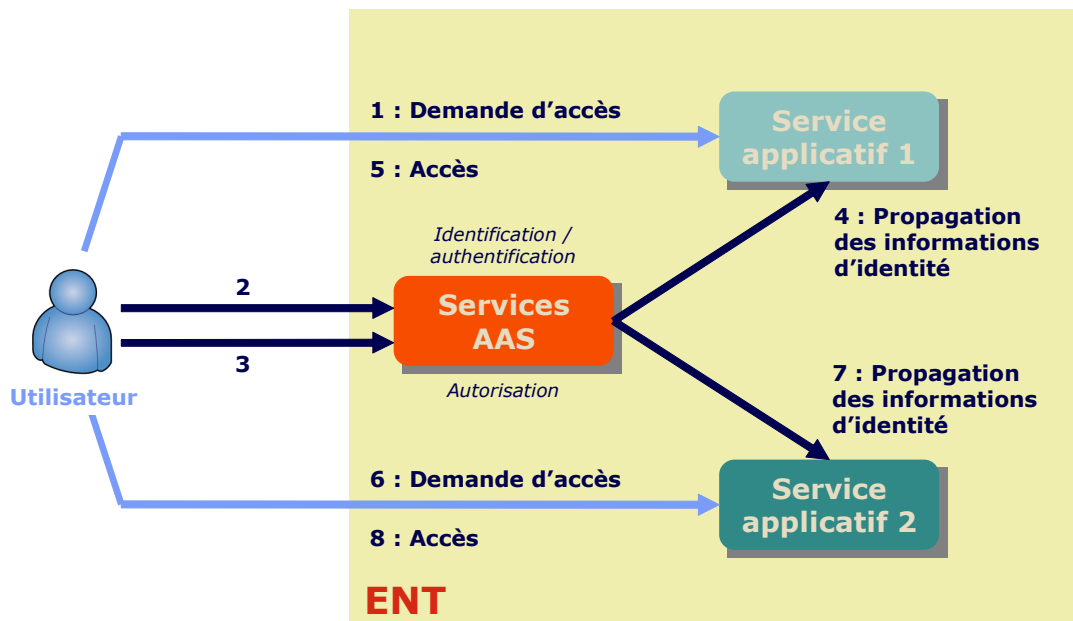 1 : Demande d’accès
Service
applicatif 1
5 : Accès
4 : Propagation
des informations
d’identité
Identification /
authentification
2
Services
AAS
3
Utilisateur
Autorisation
7 : Propagation
des informations
d’identité
6 : Demande d’accès
Service
applicatif 2
8 : Accès
ENT